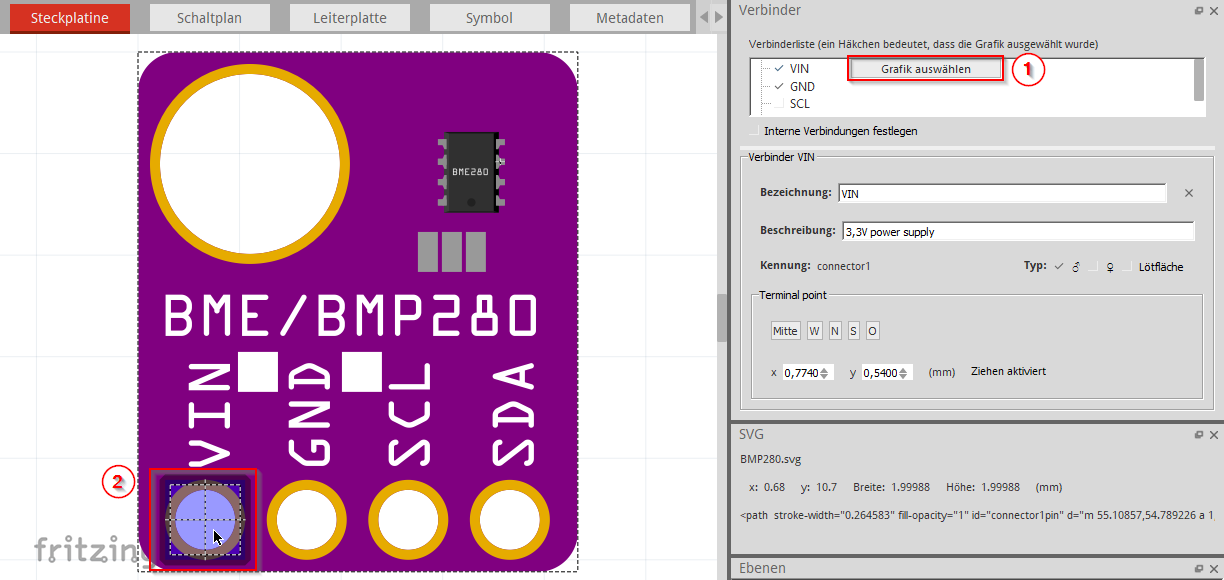 Steckplatine Schaltplan Leiterplatte Symbol Metadaten
BME280
BME/BMP280
VIN GND SCL SDA
2
fritzing
Verbinder
Verbinderliste (ein Häkchen bedeutet, dass die Grafik ausgewählt wurde)
VIN Grafik auswählen 1
GND
SCL
Interne Verbindungen festlegen
Verbinder VIN
Bezeichnung: VIN
Beschreibung: 3,3V power supply
Kennung: connector1 Typ: ♂ ♀ Lötfläche
Terminal point
Mitte W N S O
x 0,7740 y 0,5400 (mm) Ziehen aktiviert
SVG
BMP280.svg
x: 0.68 y: 10.7 Breite: 1.99988 Höhe: 1.99988 (mm)
<path stroke-width="0.264583" fill-opacity="1" id="connector1pin" d="m 55.10857,54.789226 a 1,
Ebenen